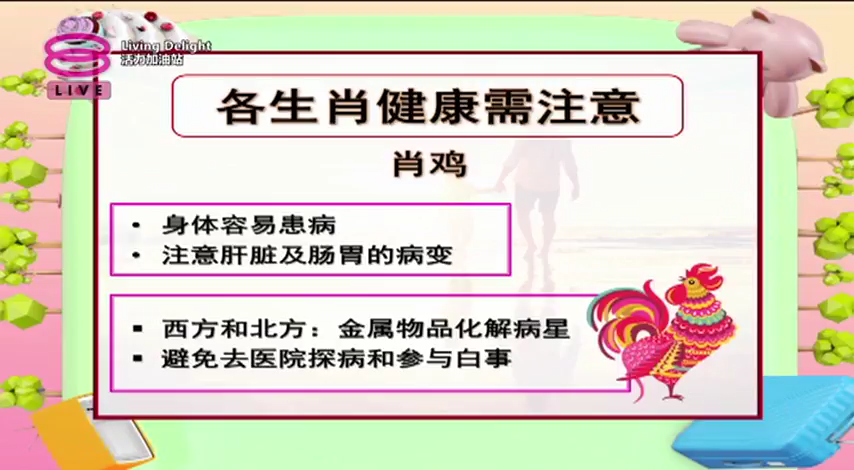 Living Delight
活力加油站
LIVE
各生肖健康需注意
肖鸡
• 身体容易患病
• 注意肝脏及肠胃的病变
▪ 西方和北方：金属物品化解病星
▪ 避免去医院探病和参与白事